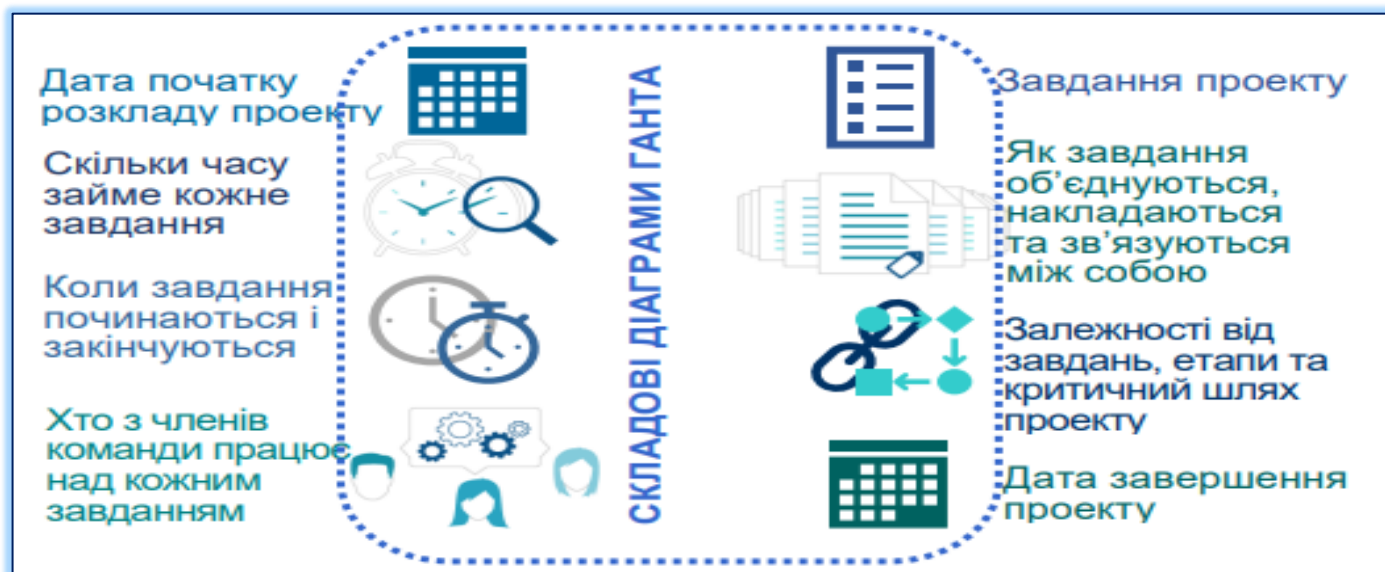 Дата початку
розкладу проекту
Скільки часу
займе кожне
завдання
Коли завдання
починаються і
закінчуються
Хто з членів
команди працює
над кожним
завданням
СКЛАДОВІ ДІАГРАМИ ГАНТА
Завдання проекту
Як завдання
об’єднуються,
накладаються
та зв’язуються
між собою
Залежності від
завдань, етапи та
критичний шлях
проекту
Дата завершення
проекту